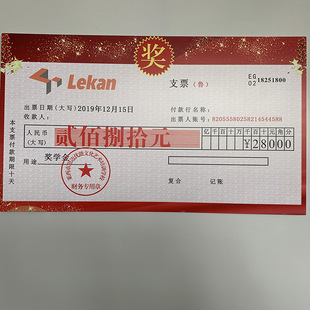 奖
Lekan
支票（鲁）
EG 18251800
02
出票日期（大写）2019年12月15日
付款行名称：
收款人：
出票人账号：82055580258214544588
人民币
（大写）
贰佰捌拾元
亿千百十万千百十元角分
￥28000
用途 奖学金
复合 记账
财务专用章
本支票付款期限十天